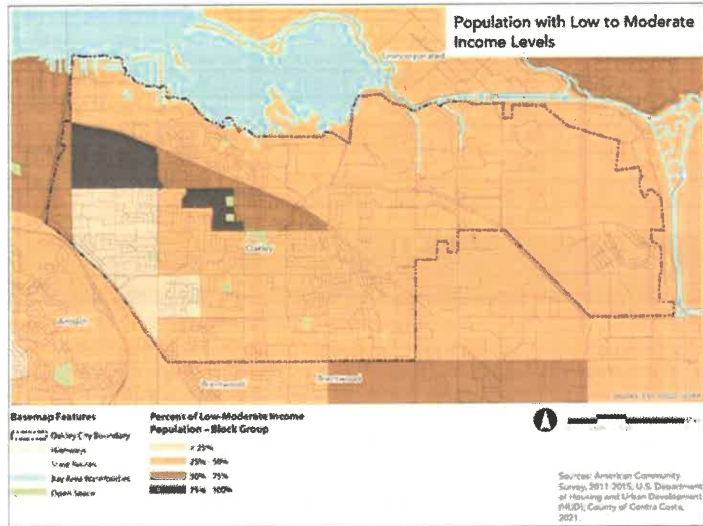 Population with Low to Moderate
Income Levels
Unincorporated
Oakley
Antioch
Brentwood
Brentwood
Basemap Features
Oakley City Boundary
Highways
State Routes
Bay Area Waterbodies
Open Space
Percent of Low-Moderate Income
Population - Block Group
< 25%
25% - 50%
50% - 75%
75% - 100%
Sources: American Community
Survey, 2011-2015; U.S. Department
of Housing and Urban Development
(HUD); County of Contra Costa,
2021.